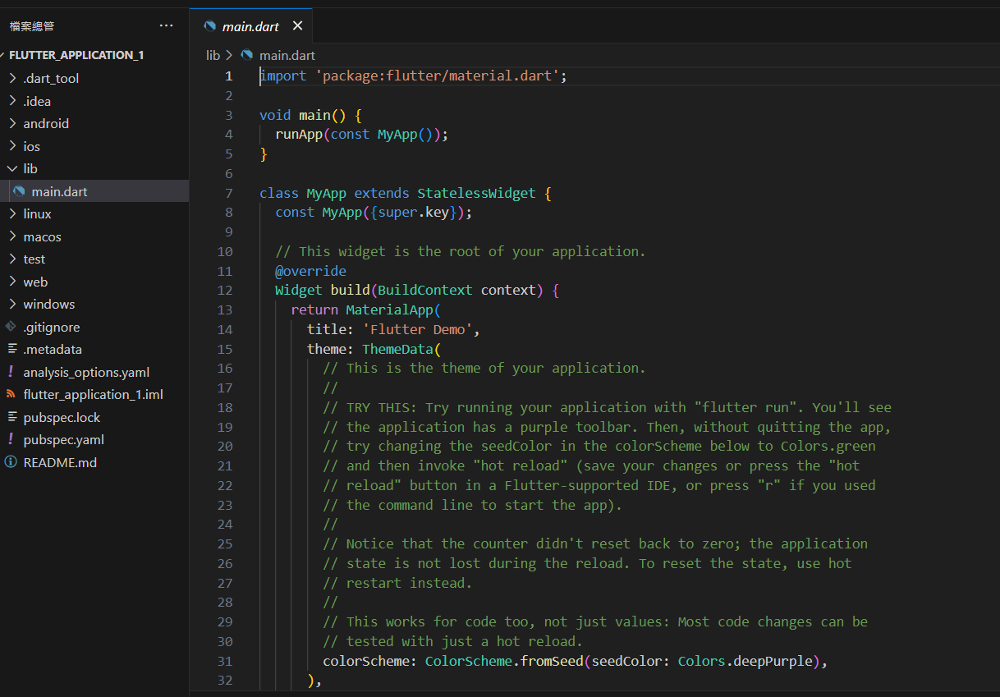 檔案總管
FLUTTER_APPLICATION_1
.dart_tool
.idea
android
ios
lib
main.dart
linux
macos
test
web
windows
.gitignore
.metadata
analysis_options.yaml
flutter_application_1.iml
pubspec.lock
pubspec.yaml
README.md
main.dart
lib > main.dart
1 import 'package:flutter/material.dart';
2
3 void main() {
4   runApp(const MyApp());
5 }
6
7 class MyApp extends StatelessWidget {
8   const MyApp({super.key});
9
10   // This widget is the root of your application.
11   @override
12   Widget build(BuildContext context) {
13     return MaterialApp(
14       title: 'Flutter Demo',
15       theme: ThemeData(
16         // This is the theme of your application.
17         //
18         // TRY THIS: Try running your application with "flutter run". You'll see
19         // the application has a purple toolbar. Then, without quitting the app,
20         // try changing the seedColor in the colorScheme below to Colors.green
21         // and then invoke "hot reload" (save your changes or press the "hot
22         // reload" button in a Flutter-supported IDE, or press "r" if you used
23         // the command line to start the app).
24         //
25         // Notice that the counter didn't reset back to zero; the application
26         // state is not lost during the reload. To reset the state, use hot
27         // restart instead.
28         //
29         // This works for code too, not just values: Most code changes can be
30         // tested with just a hot reload.
31         colorScheme: ColorScheme.fromSeed(seedColor: Colors.deepPurple),
32       ),